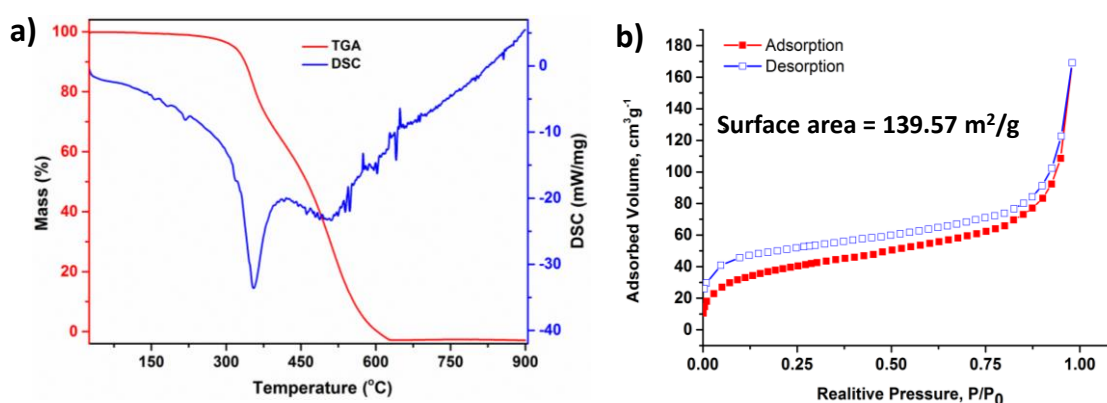 a)
TGA
DSC
Mass (%)
100
80
60
40
20
0
150
300
450
600
750
900
Temperature (°C)
0
-10
-20
-30
-40
DSC (mW/mg)
b)
Adsorption
Desorption
Surface area = 139.57 m²/g
Adsorbed Volume, cm³g⁻¹
180
160
140
120
100
80
60
40
20
0
0.00
0.25
0.50
0.75
1.00
Realitive Pressure, P/P₀